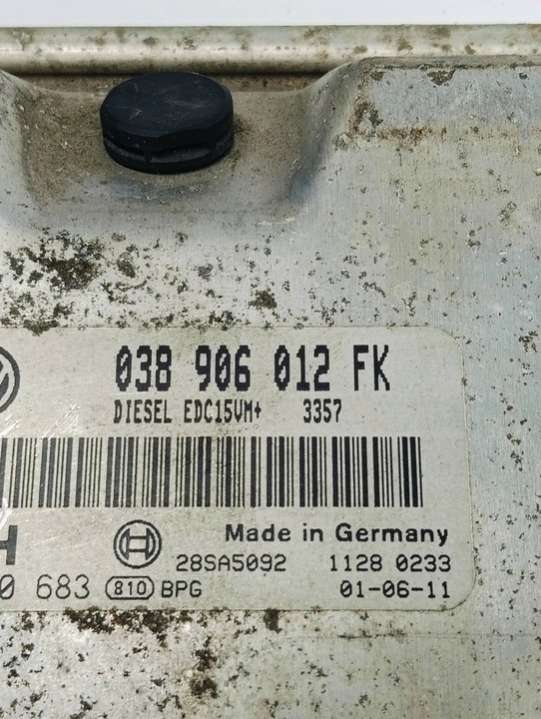 038 906 012 FK
DIESEL EDC15VM+ 3357
H
Made in Germany
28SA5092 1128 0233
0 683 810 BPG 01-06-11